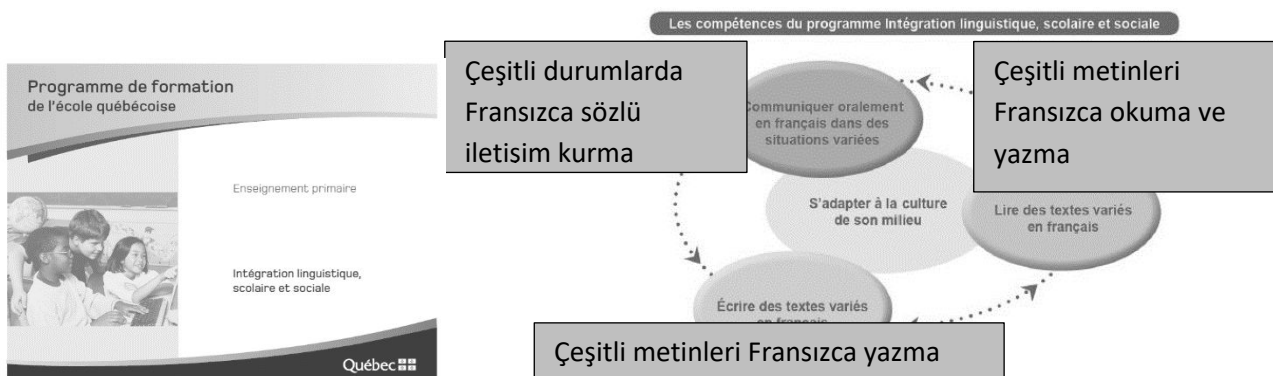 Programme de formation
de l'école québécoise
Enseignement primaire
Intégration linguistique,
scolaire et sociale
Québec
Les compétences du programme Intégration linguistique, scolaire et sociale
Çeşitli durumlarda
Fransızca sözlü
iletisim kurma
Communiquer oralement
en français dans des
situations variées
Çeşitli metinleri
Fransızca okuma ve
yazma
S'adapter à la culture
de son milieu
Lire des textes variés
en français
Écrire des textes variés
en français
Çeşitli metinleri Fransızca yazma